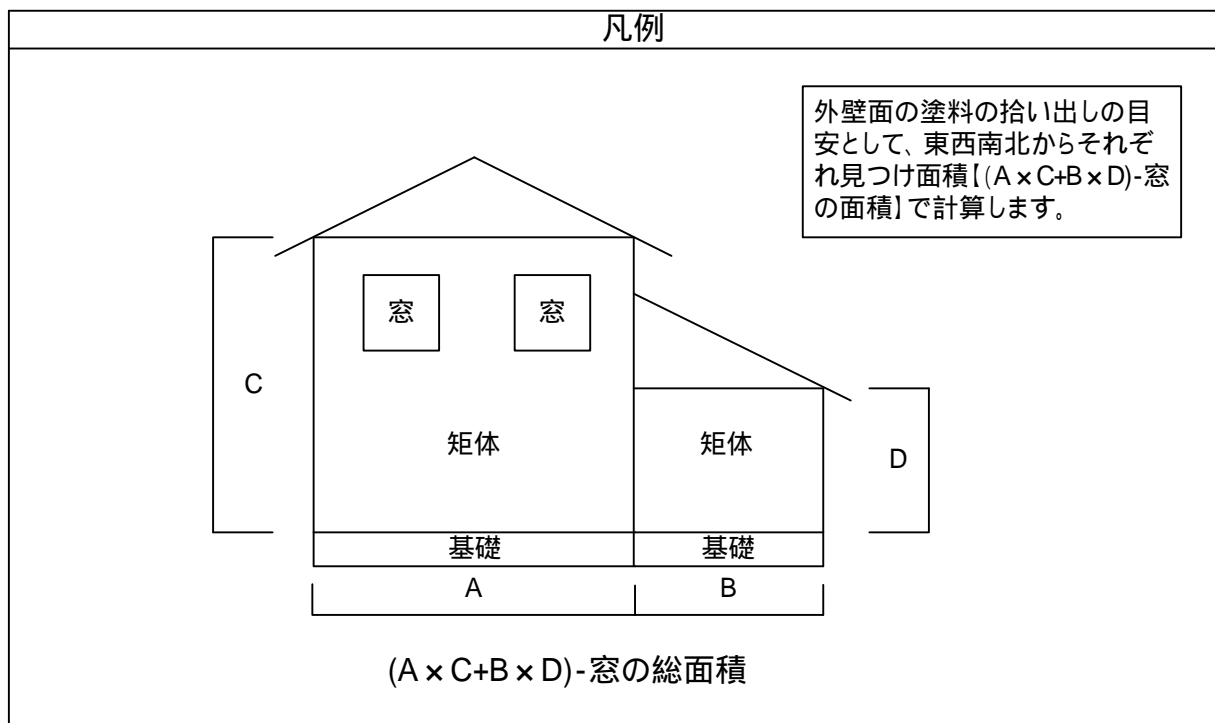 凡例
外壁面の塗料の拾い出しの目
安として、東西南北からそれぞ
れ見つけ面積【(A×C+B×D)-窓
の面積】で計算します。
窓 窓
C
矩体 矩体
D
基礎 基礎
A B
(A×C+B×D)-窓の総面積